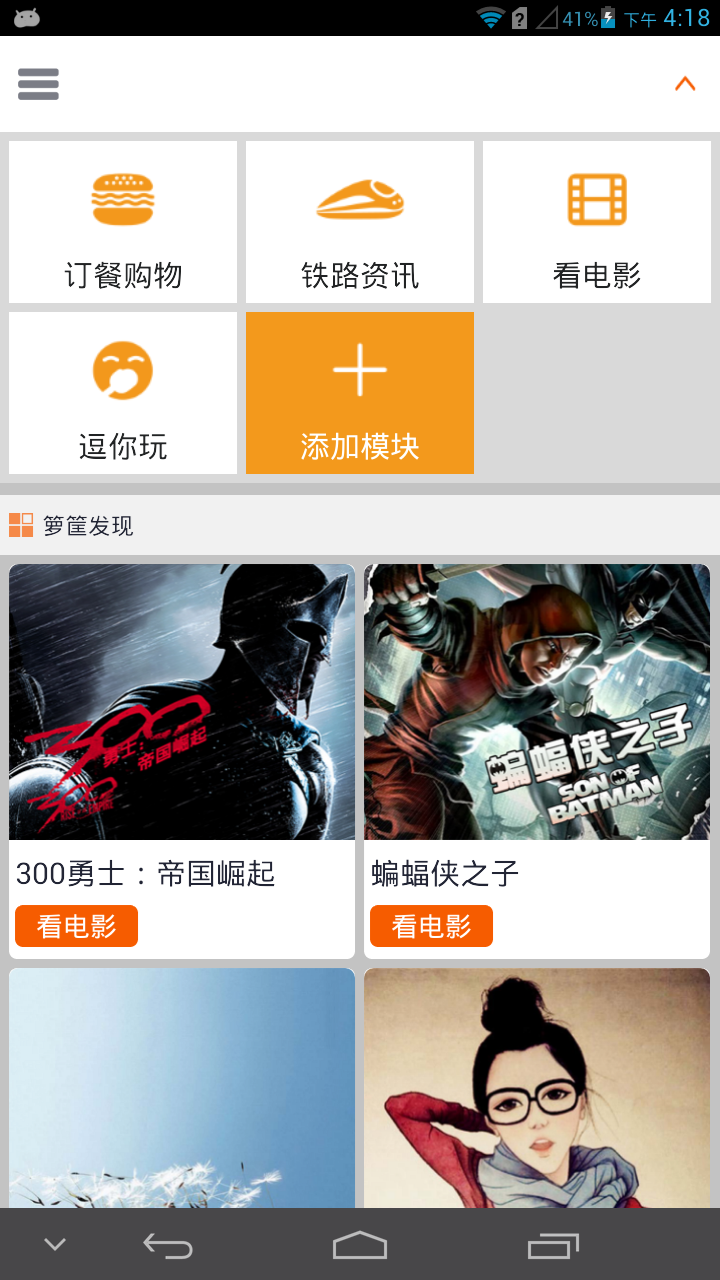 41% 下午 4:18
订餐购物 铁路资讯 看电影
逗你玩 添加模块
箩筐发现
300
勇士:
帝国崛起
300
蝙蝠侠之子
SON OF
BATMAN
300勇士：帝国崛起 蝙蝠侠之子
看电影 看电影